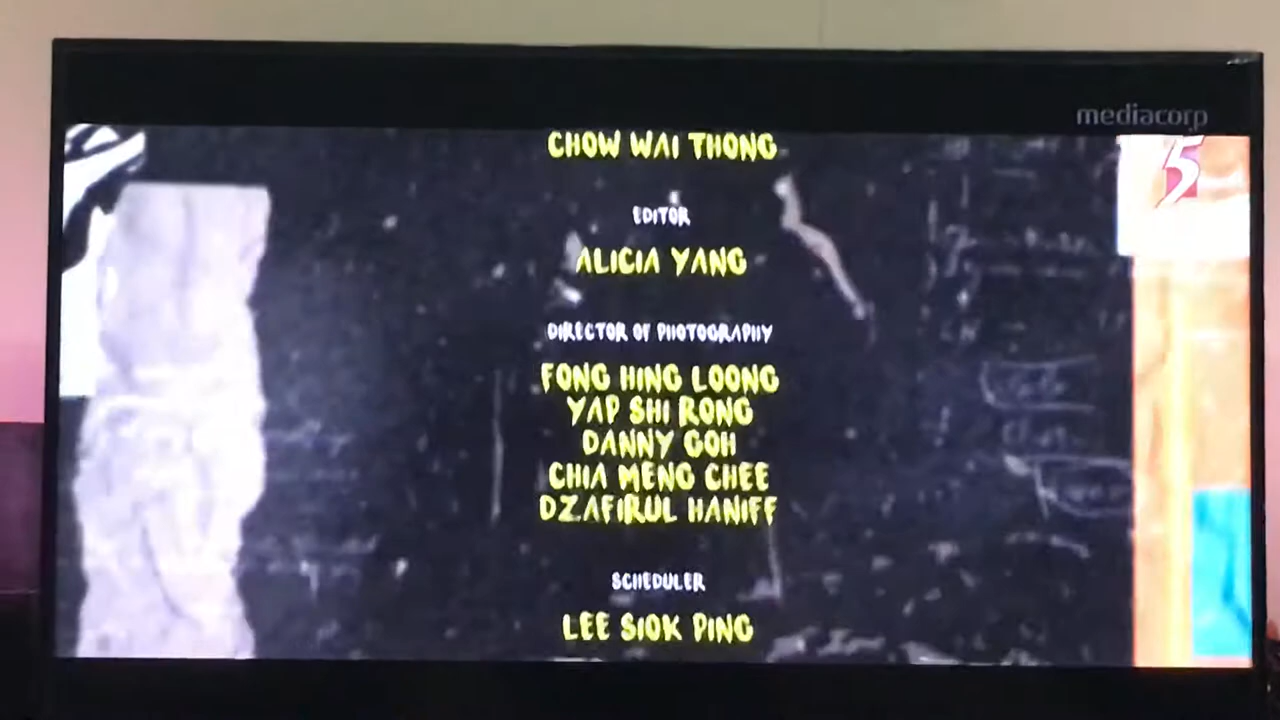 mediacorp
5
CHOW WAI THONG
EDITOR
ALICIA YANG
DIRECTOR OF PHOTOGRAPHY
FONG HING LOONG
YAP SHI RONG
DANNY GOH
CHIA MENG CHEE
DZAFIRUL HANIFF
SCHEDULER
LEE SIOK PING